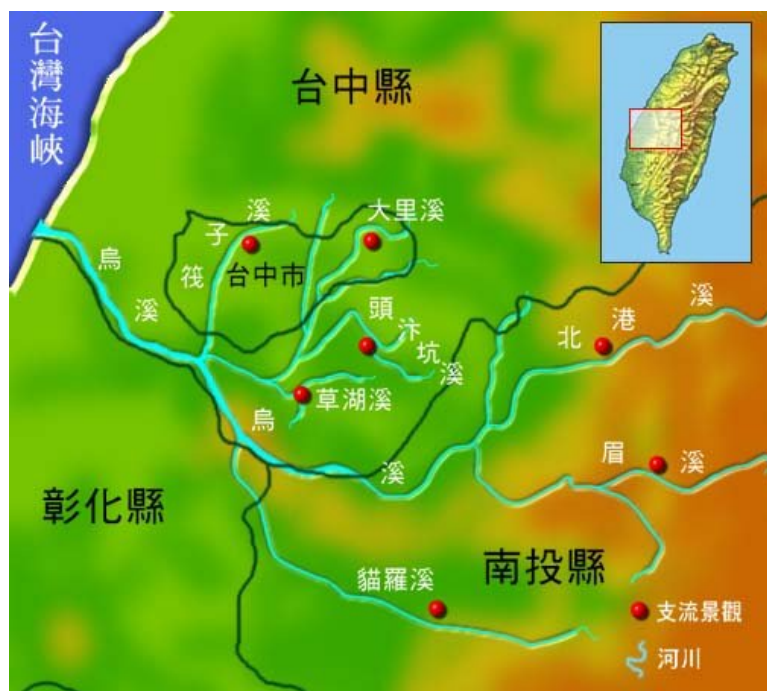 台灣海峽
台中縣
大里溪
筏子溪
台中市
烏溪
頭汴坑溪
北港溪
草湖溪
烏溪
眉溪
彰化縣
南投縣
貓羅溪
支流景觀
河川